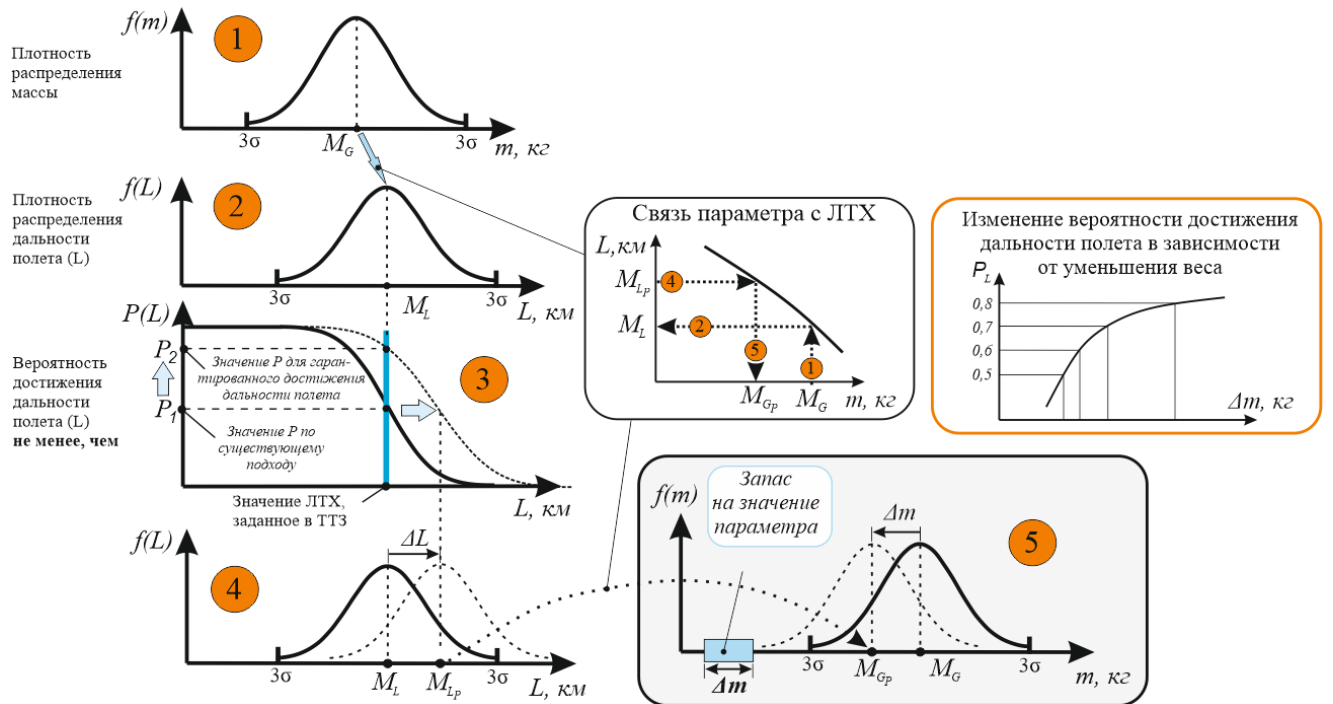 f(m)
1
Плотность
распределения
массы
3σ
M_G
3σ
m, кг
f(L)
2
Плотность
распределения
дальности
полета (L)
3σ
M_L
3σ
L, км
P(L)
P_2
Значение P для гаран-
тированного достижения
дальности полета
3
Вероятность
достижения
дальности
полета (L)
не менее, чем
P_1
Значение P по
существующему
подходу
Значение ЛТХ,
заданное в ТТЗ
L, км
f(L)
ΔL
4
3σ
M_L
M_Lp
3σ
L, км
Связь параметра с ЛТХ
L,км
M_Lp
4
M_L
2
5
1
M_Gp
M_G
m, кг
Изменение вероятности достижения
дальности полета в зависимости
от уменьшения веса
P_L
0,8
0,7
0,6
0,5
Δm, кг
f(m)
Запас
на значение
параметра
Δm
5
Δm
3σ
M_Gp
M_G
3σ
m, кг